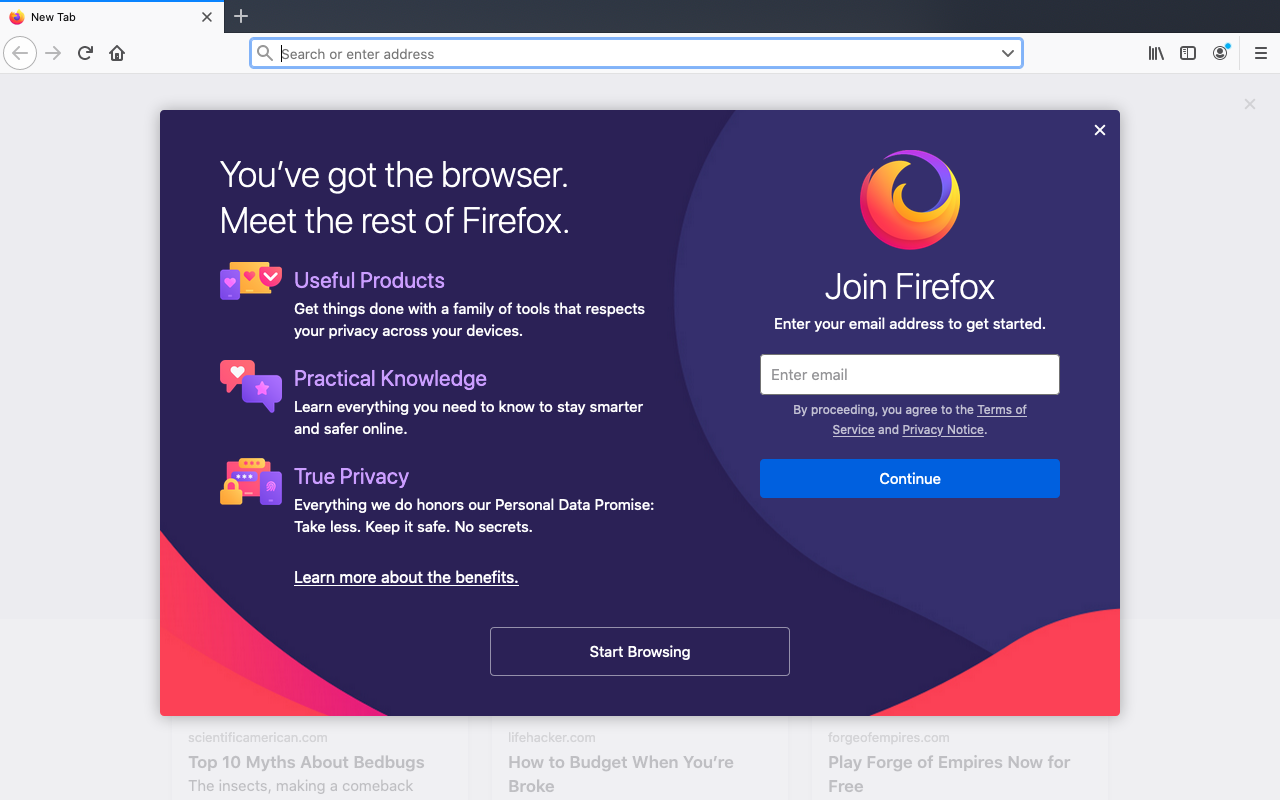 New Tab
Search or enter address
You've got the browser.
Meet the rest of Firefox.
Useful Products
Get things done with a family of tools that respects
your privacy across your devices.
Practical Knowledge
Learn everything you need to know to stay smarter
and safer online.
True Privacy
Everything we do honors our Personal Data Promise:
Take less. Keep it safe. No secrets.
Learn more about the benefits.
Join Firefox
Enter your email address to get started.
Enter email
By proceeding, you agree to the Terms of
Service and Privacy Notice.
Continue
Start Browsing
scientificamerican.com
Top 10 Myths About Bedbugs
The insects, making a comeback
lifehacker.com
How to Budget When You're
Broke
forgeofempires.com
Play Forge of Empires Now for
Free